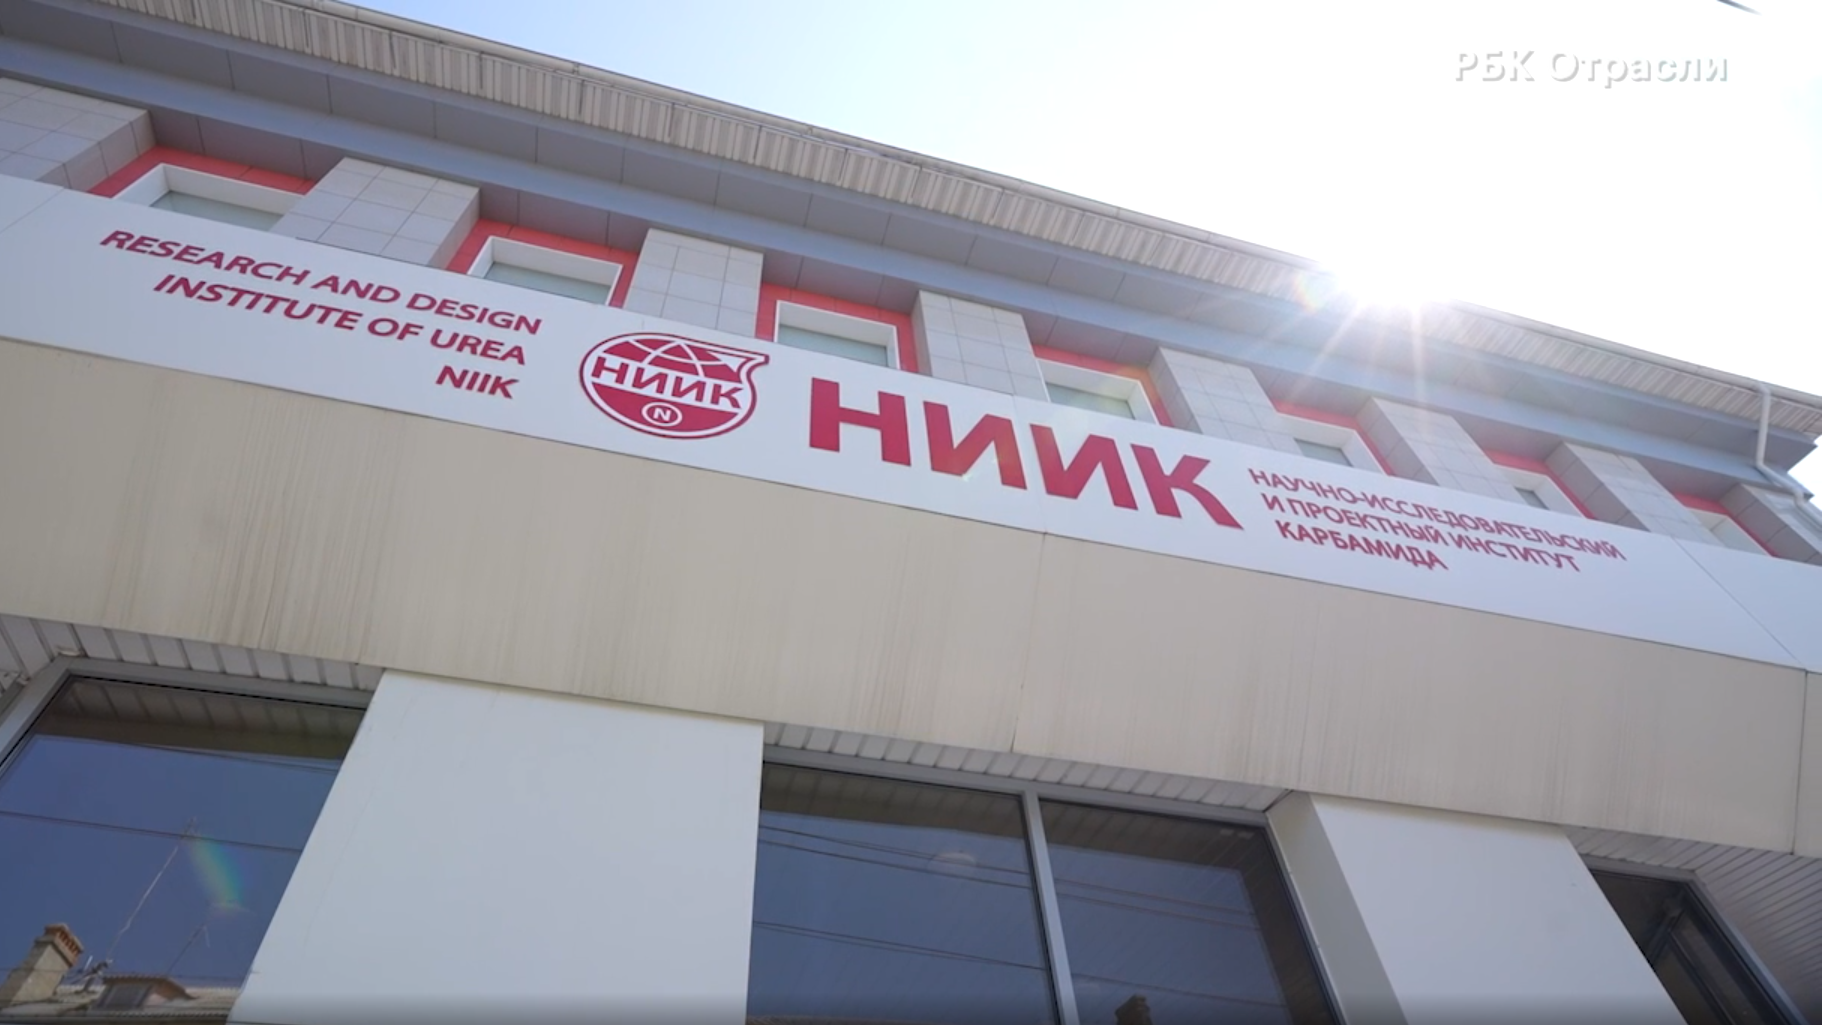 РБК Отрасли
RESEARCH AND DESIGN
INSTITUTE OF UREA
NIIK
НИИК
N
НИИК
НАУЧНО-ИССЛЕДОВАТЕЛЬСКИЙ
И ПРОЕКТНЫЙ ИНСТИТУТ
КАРБАМИДА